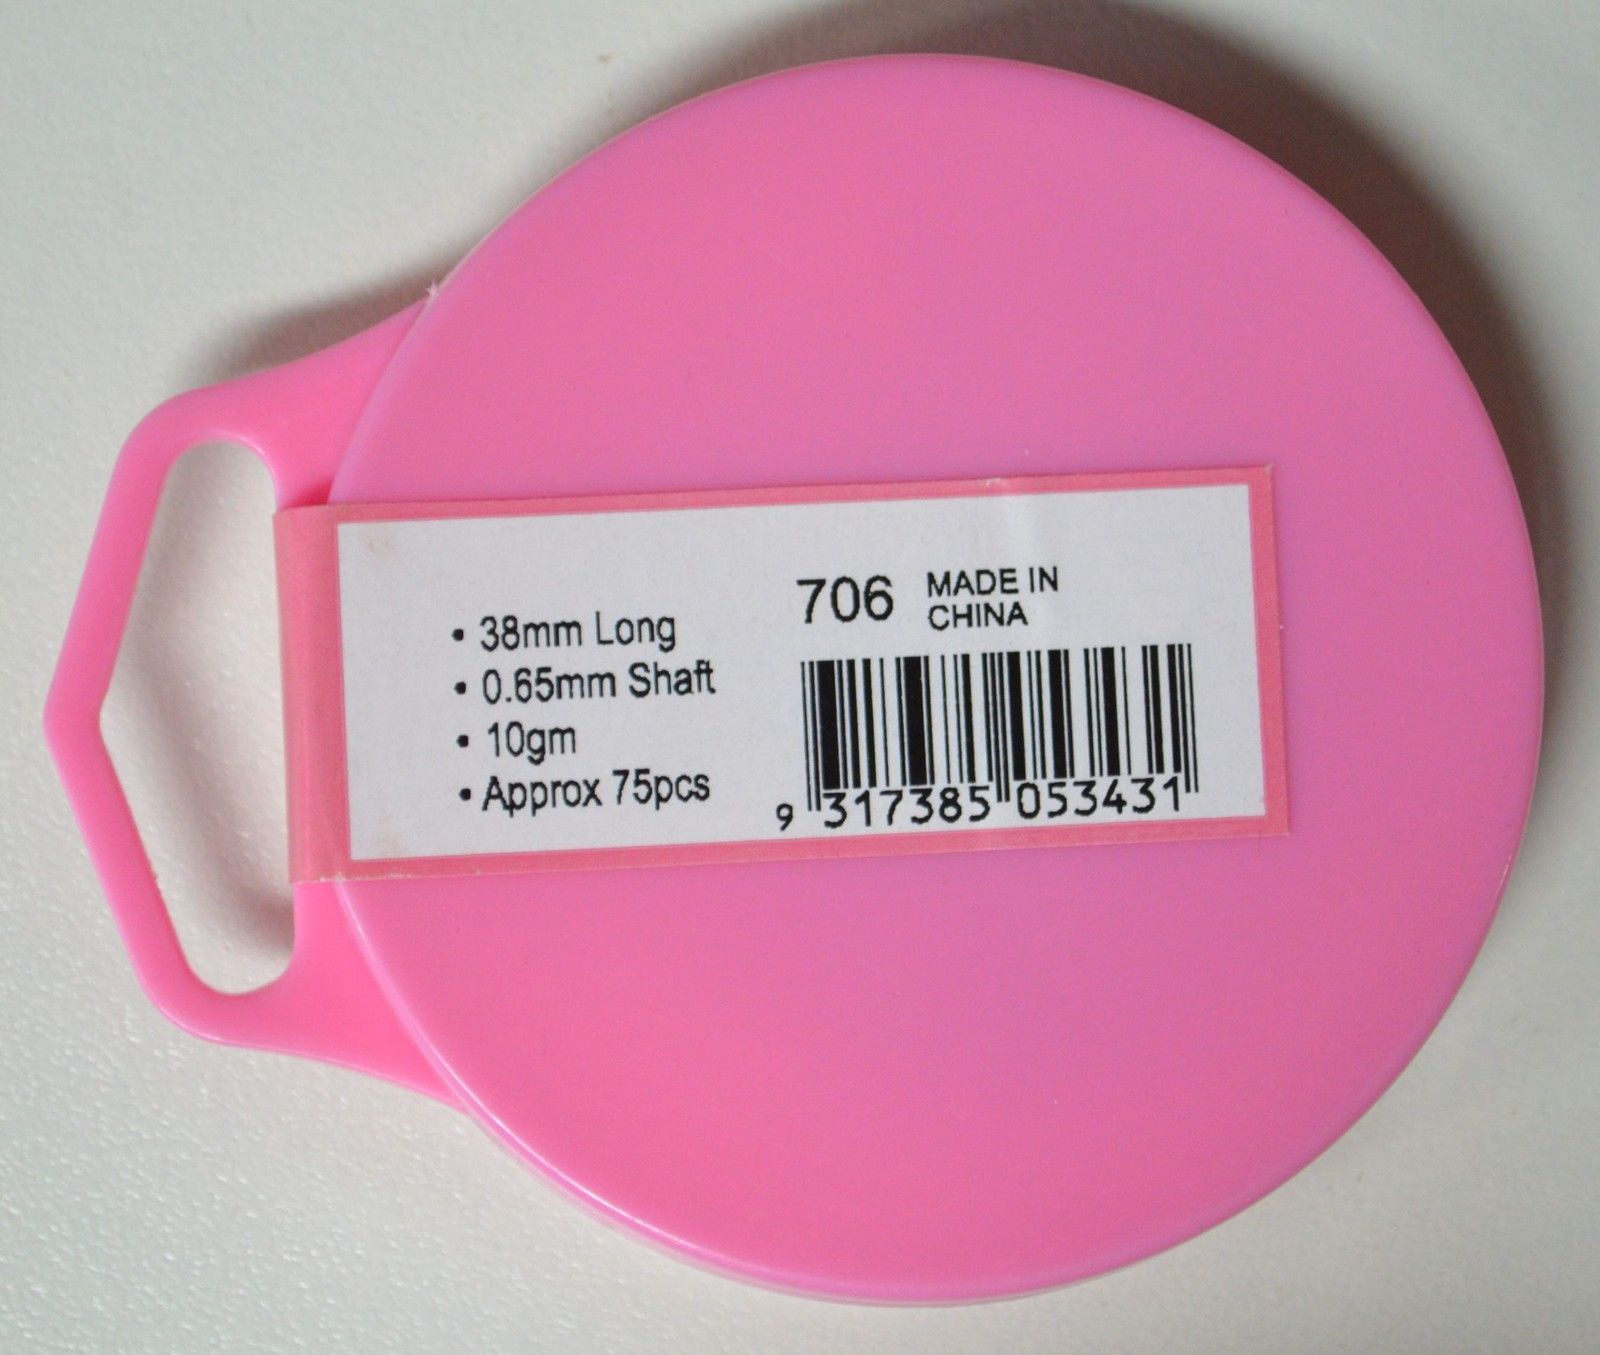 • 38mm Long
• 0.65mm Shaft
• 10gm
• Approx 75pcs
706 MADE IN
CHINA
9 317385 053431